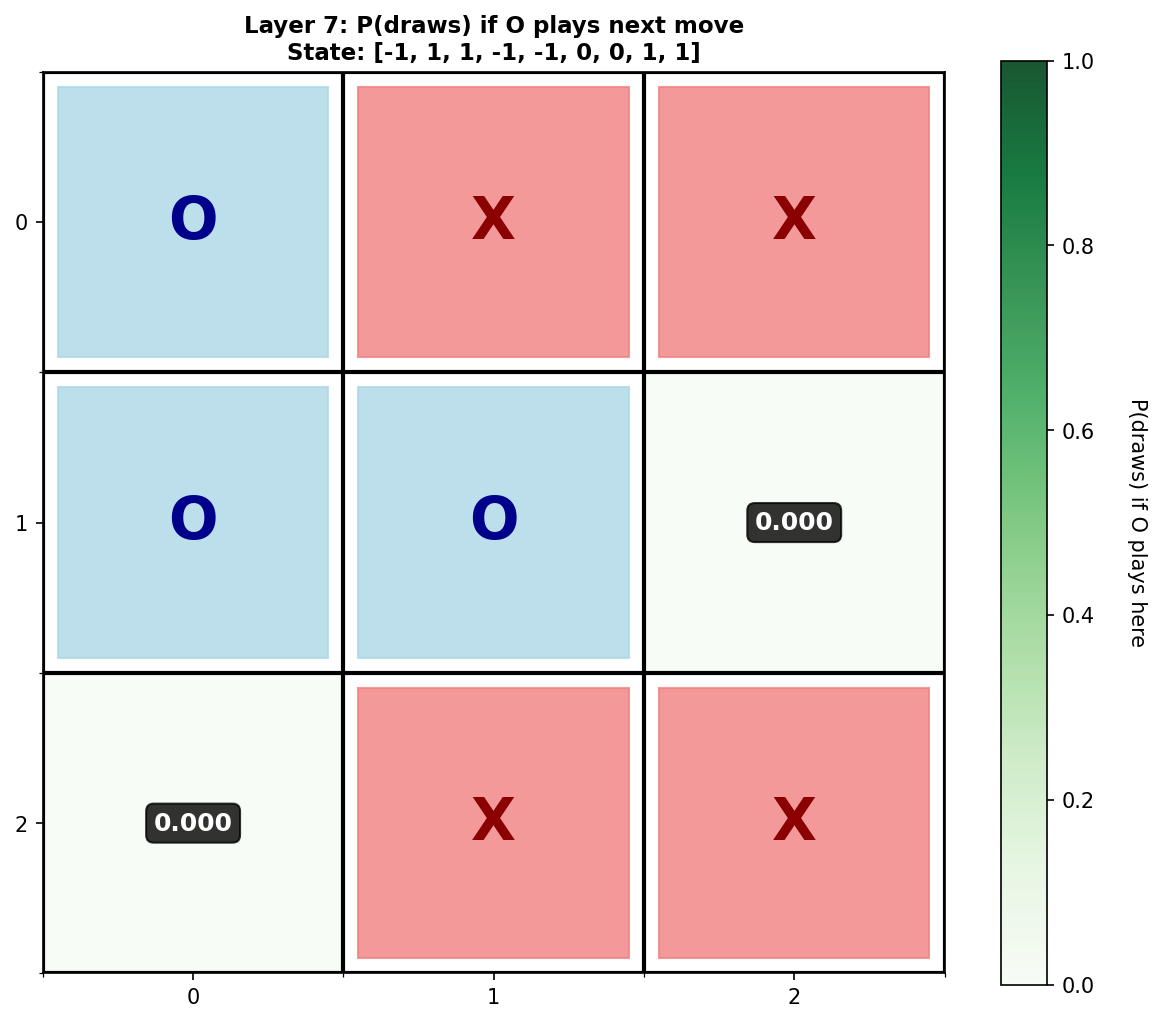 Layer 7: P(draws) if O plays next move
State: [-1, 1, 1, -1, -1, 0, 0, 1, 1]
0
O
X
X
1
O
O
0.000
2
0.000
X
X
0
1
2
1.0
0.8
0.6
0.4
0.2
0.0
P(draws) if O plays here